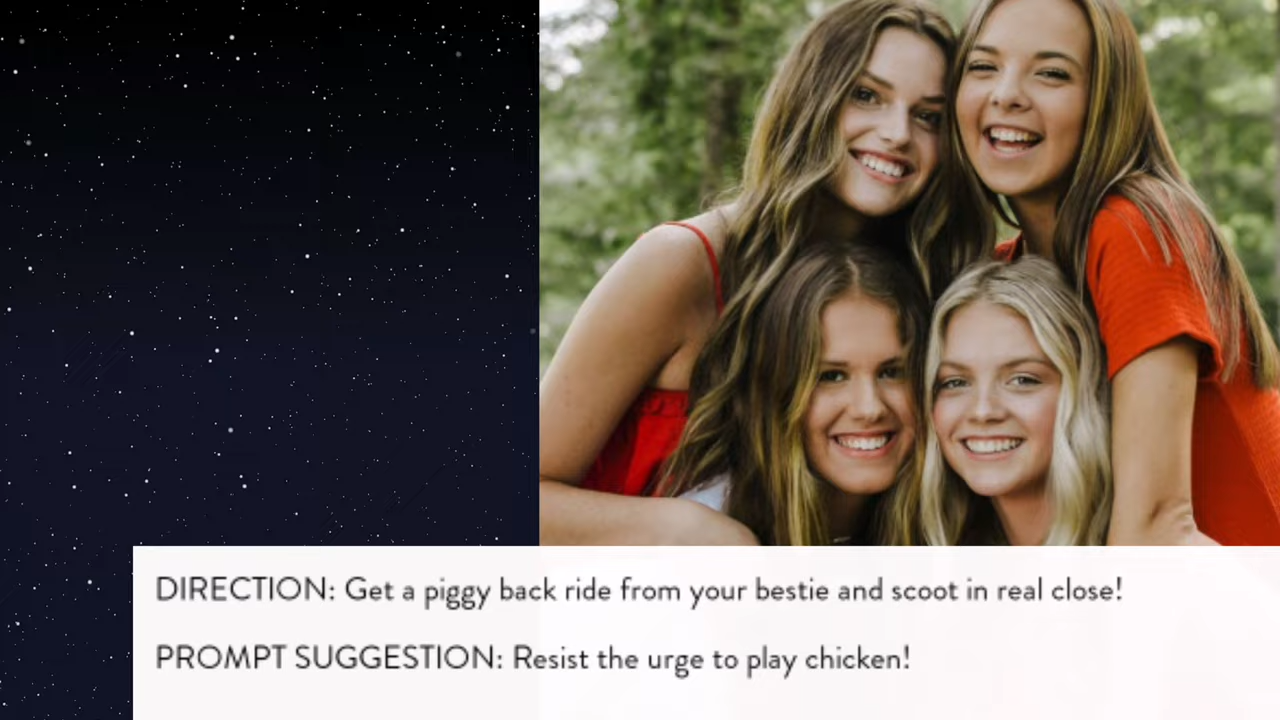 DIRECTION: Get a piggy back ride from your bestie and scoot in real close!
PROMPT SUGGESTION: Resist the urge to play chicken!